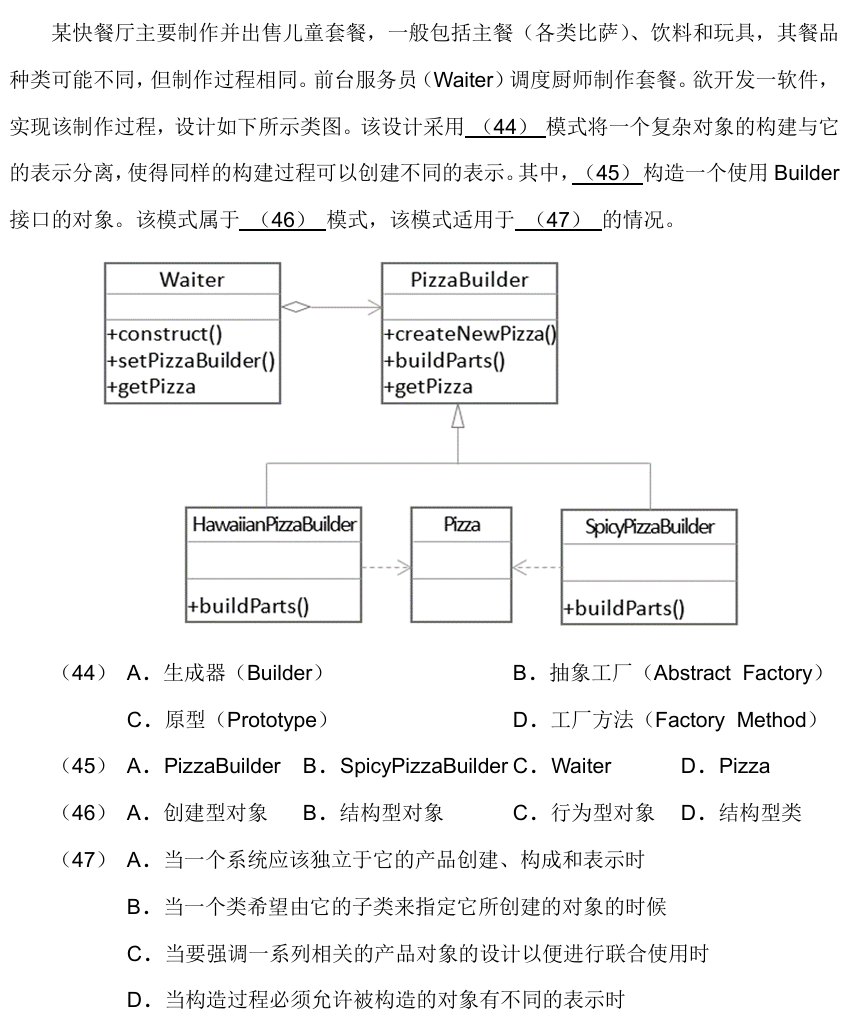 某快餐厅主要制作并出售儿童套餐，一般包括主餐（各类比萨）、饮料和玩具，其餐品
种类可能不同，但制作过程相同。前台服务员（Waiter）调度厨师制作套餐。欲开发一软件，
实现该制作过程，设计如下所示类图。该设计采用 （44） 模式将一个复杂对象的构建与它
的表示分离，使得同样的构建过程可以创建不同的表示。其中，（45）构造一个使用 Builder
接口的对象。该模式属于 （46） 模式，该模式适用于 （47） 的情况。
Waiter
+construct()
+setPizzaBuilder()
+getPizza
PizzaBuilder
+createNewPizza()
+buildParts()
+getPizza
HawaiianPizzaBuilder
+buildParts()
Pizza
SpicyPizzaBuilder
+buildParts()
（44） A．生成器（Builder） B．抽象工厂（Abstract Factory）
C．原型（Prototype） D．工厂方法（Factory Method）
（45） A．PizzaBuilder B．SpicyPizzaBuilder C．Waiter D．Pizza
（46） A．创建型对象 B．结构型对象 C．行为型对象 D．结构型类
（47） A．当一个系统应该独立于它的产品创建、构成和表示时
B．当一个类希望由它的子类来指定它所创建的对象的时候
C．当要强调一系列相关的产品对象的设计以便进行联合使用时
D．当构造过程必须允许被构造的对象有不同的表示时